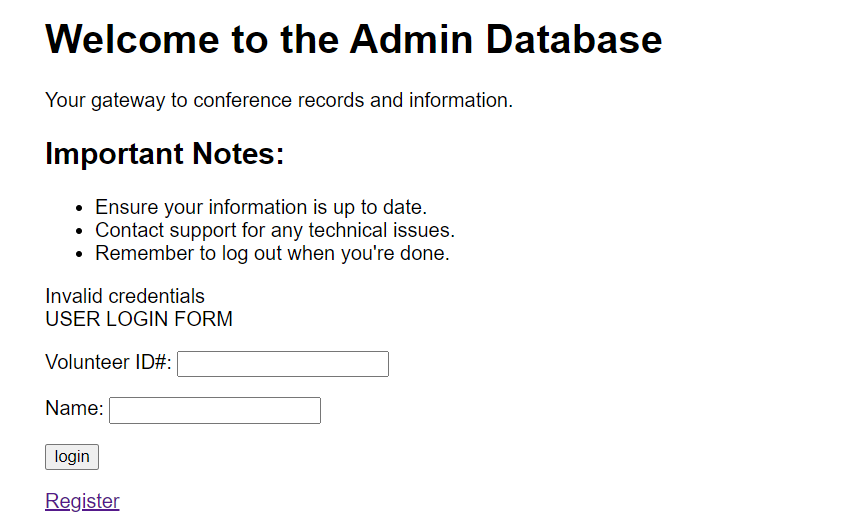 Welcome to the Admin Database
Your gateway to conference records and information.
Important Notes:
Ensure your information is up to date.
Contact support for any technical issues.
Remember to log out when you're done.
Invalid credentials
USER LOGIN FORM
Volunteer ID#:
Name:
login
Register